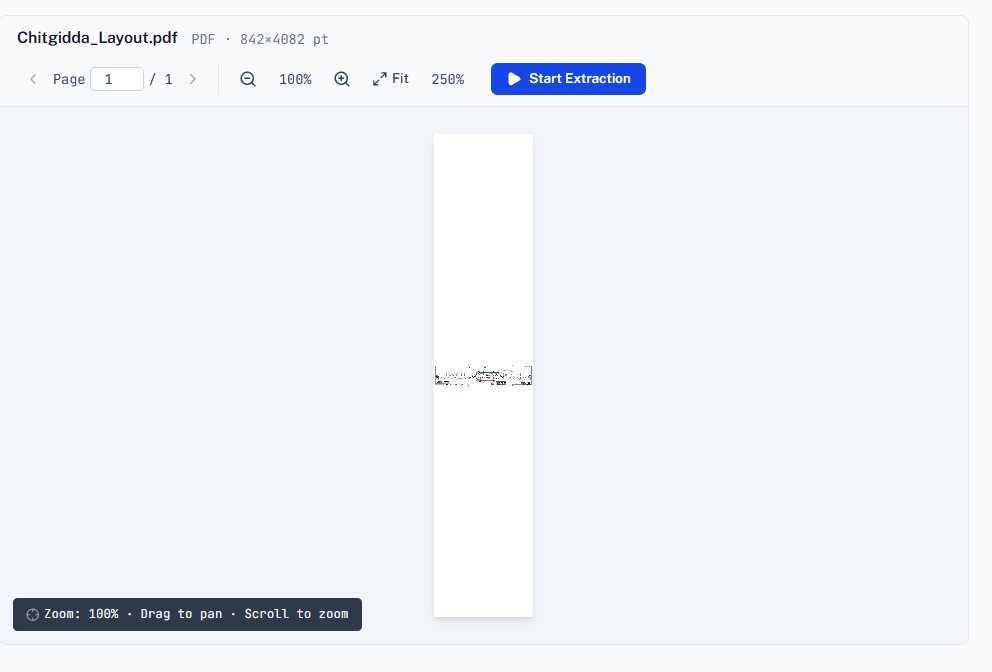 Chitgidda_Layout.pdf PDF · 842×4082 pt
Page 1 / 1 100% Fit 250% Start Extraction
Zoom: 100% · Drag to pan · Scroll to zoom